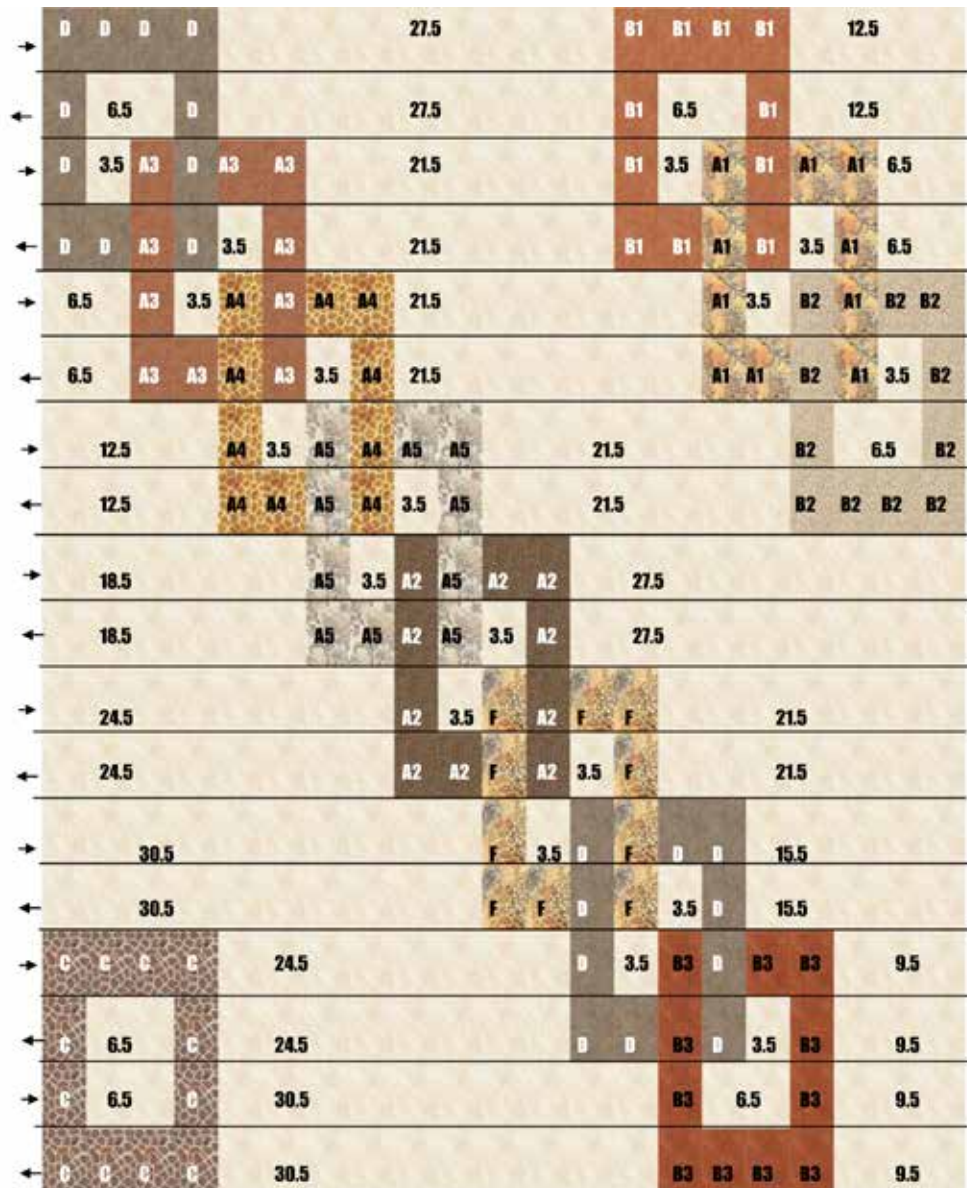 D D D D 27.5 B1 B1 B1 B1 12.5
D 6.5 D 27.5 B1 6.5 B1 12.5
D 3.5 A3 D A3 A3 21.5 B1 3.5 A1 B1 A1 A1 6.5
D D A3 D 3.5 A3 21.5 B1 B1 A1 B1 3.5 A1 6.5
6.5 A3 3.5 A4 A3 A4 A4 21.5 A1 3.5 B2 A1 B2 B2
6.5 A3 A3 A4 A3 3.5 A4 21.5 A1 A1 B2 A1 3.5 B2
12.5 A4 3.5 A5 A4 A5 A5 21.5 B2 6.5 B2
12.5 A4 A4 A5 A4 3.5 A5 21.5 B2 B2 B2 B2
18.5 A5 3.5 A2 A5 A2 A2 27.5
18.5 A5 A5 A2 A5 3.5 A2 27.5
24.5 A2 3.5 F A2 F F 21.5
24.5 A2 A2 F A2 3.5 F 21.5
30.5 F 3.5 D F D D 15.5
30.5 F F D F 3.5 D 15.5
C C C C 24.5 D 3.5 B3 D B3 B3 9.5
C 6.5 C 24.5 D D B3 D 3.5 B3 9.5
C 6.5 C 30.5 B3 6.5 B3 9.5
C C C C 30.5 B3 B3 B3 B3 9.5